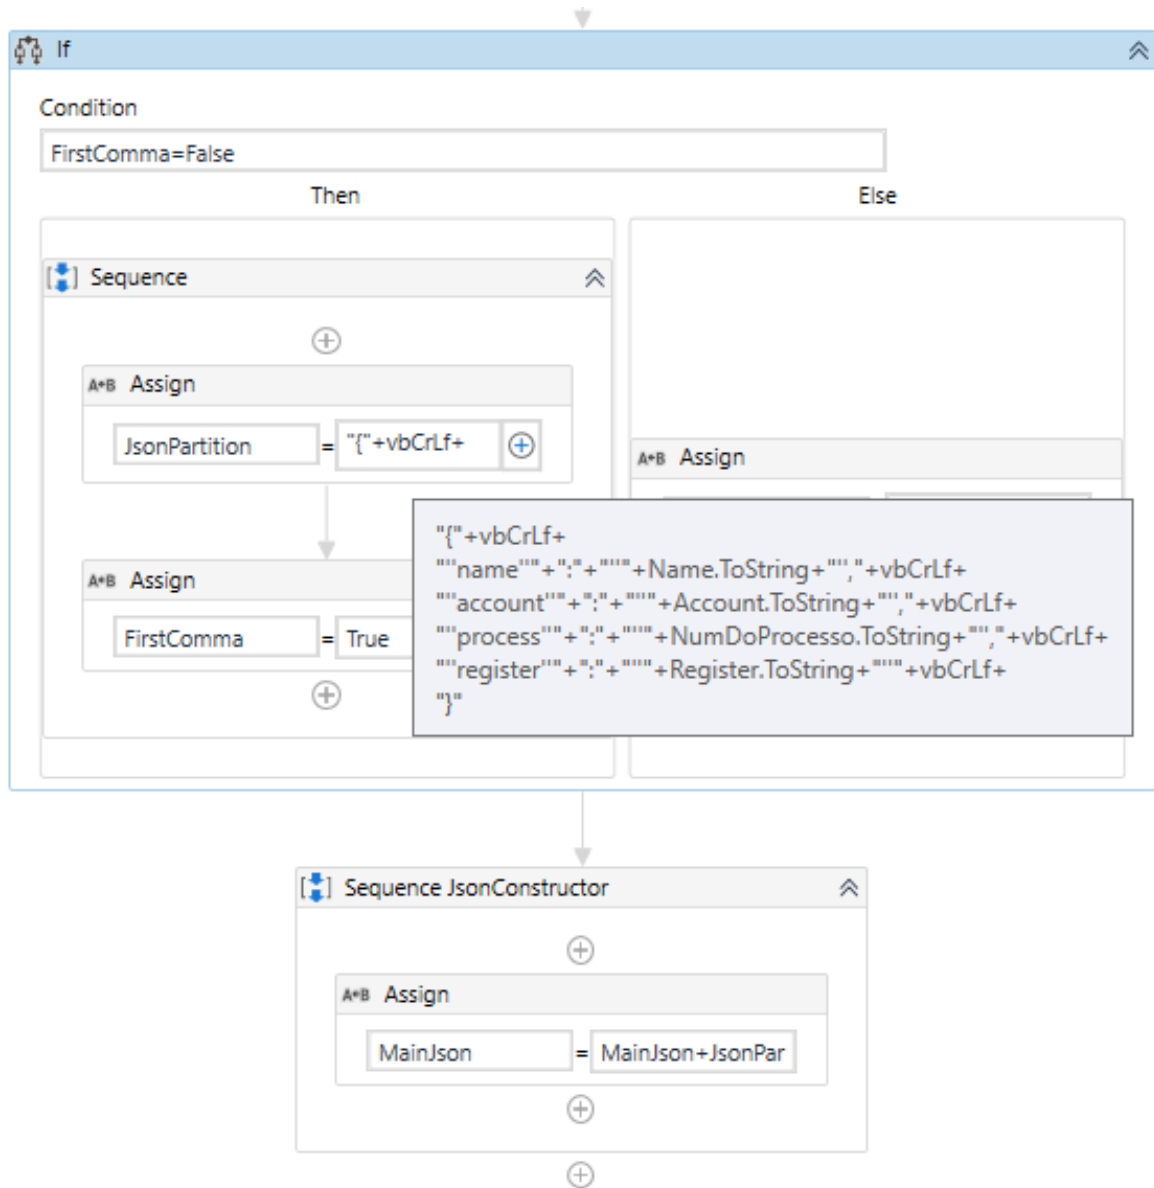 If
Condition
FirstComma=False
Then
Else
Sequence
A+B Assign
JsonPartition = "{"+vbCrLf+
A+B Assign
A+B Assign
FirstComma = True
"{"+vbCrLf+
"""name"""+":"+"""+Name.ToString+"","+vbCrLf+
"""account"""+":"+"""+Account.ToString+"","+vbCrLf+
"""process"""+":"+"""+NumDoProcesso.ToString+"","+vbCrLf+
"""register"""+":"+"""+Register.ToString+"""+vbCrLf+
"}"
Sequence JsonConstructor
A+B Assign
MainJson = MainJson+JsonPar